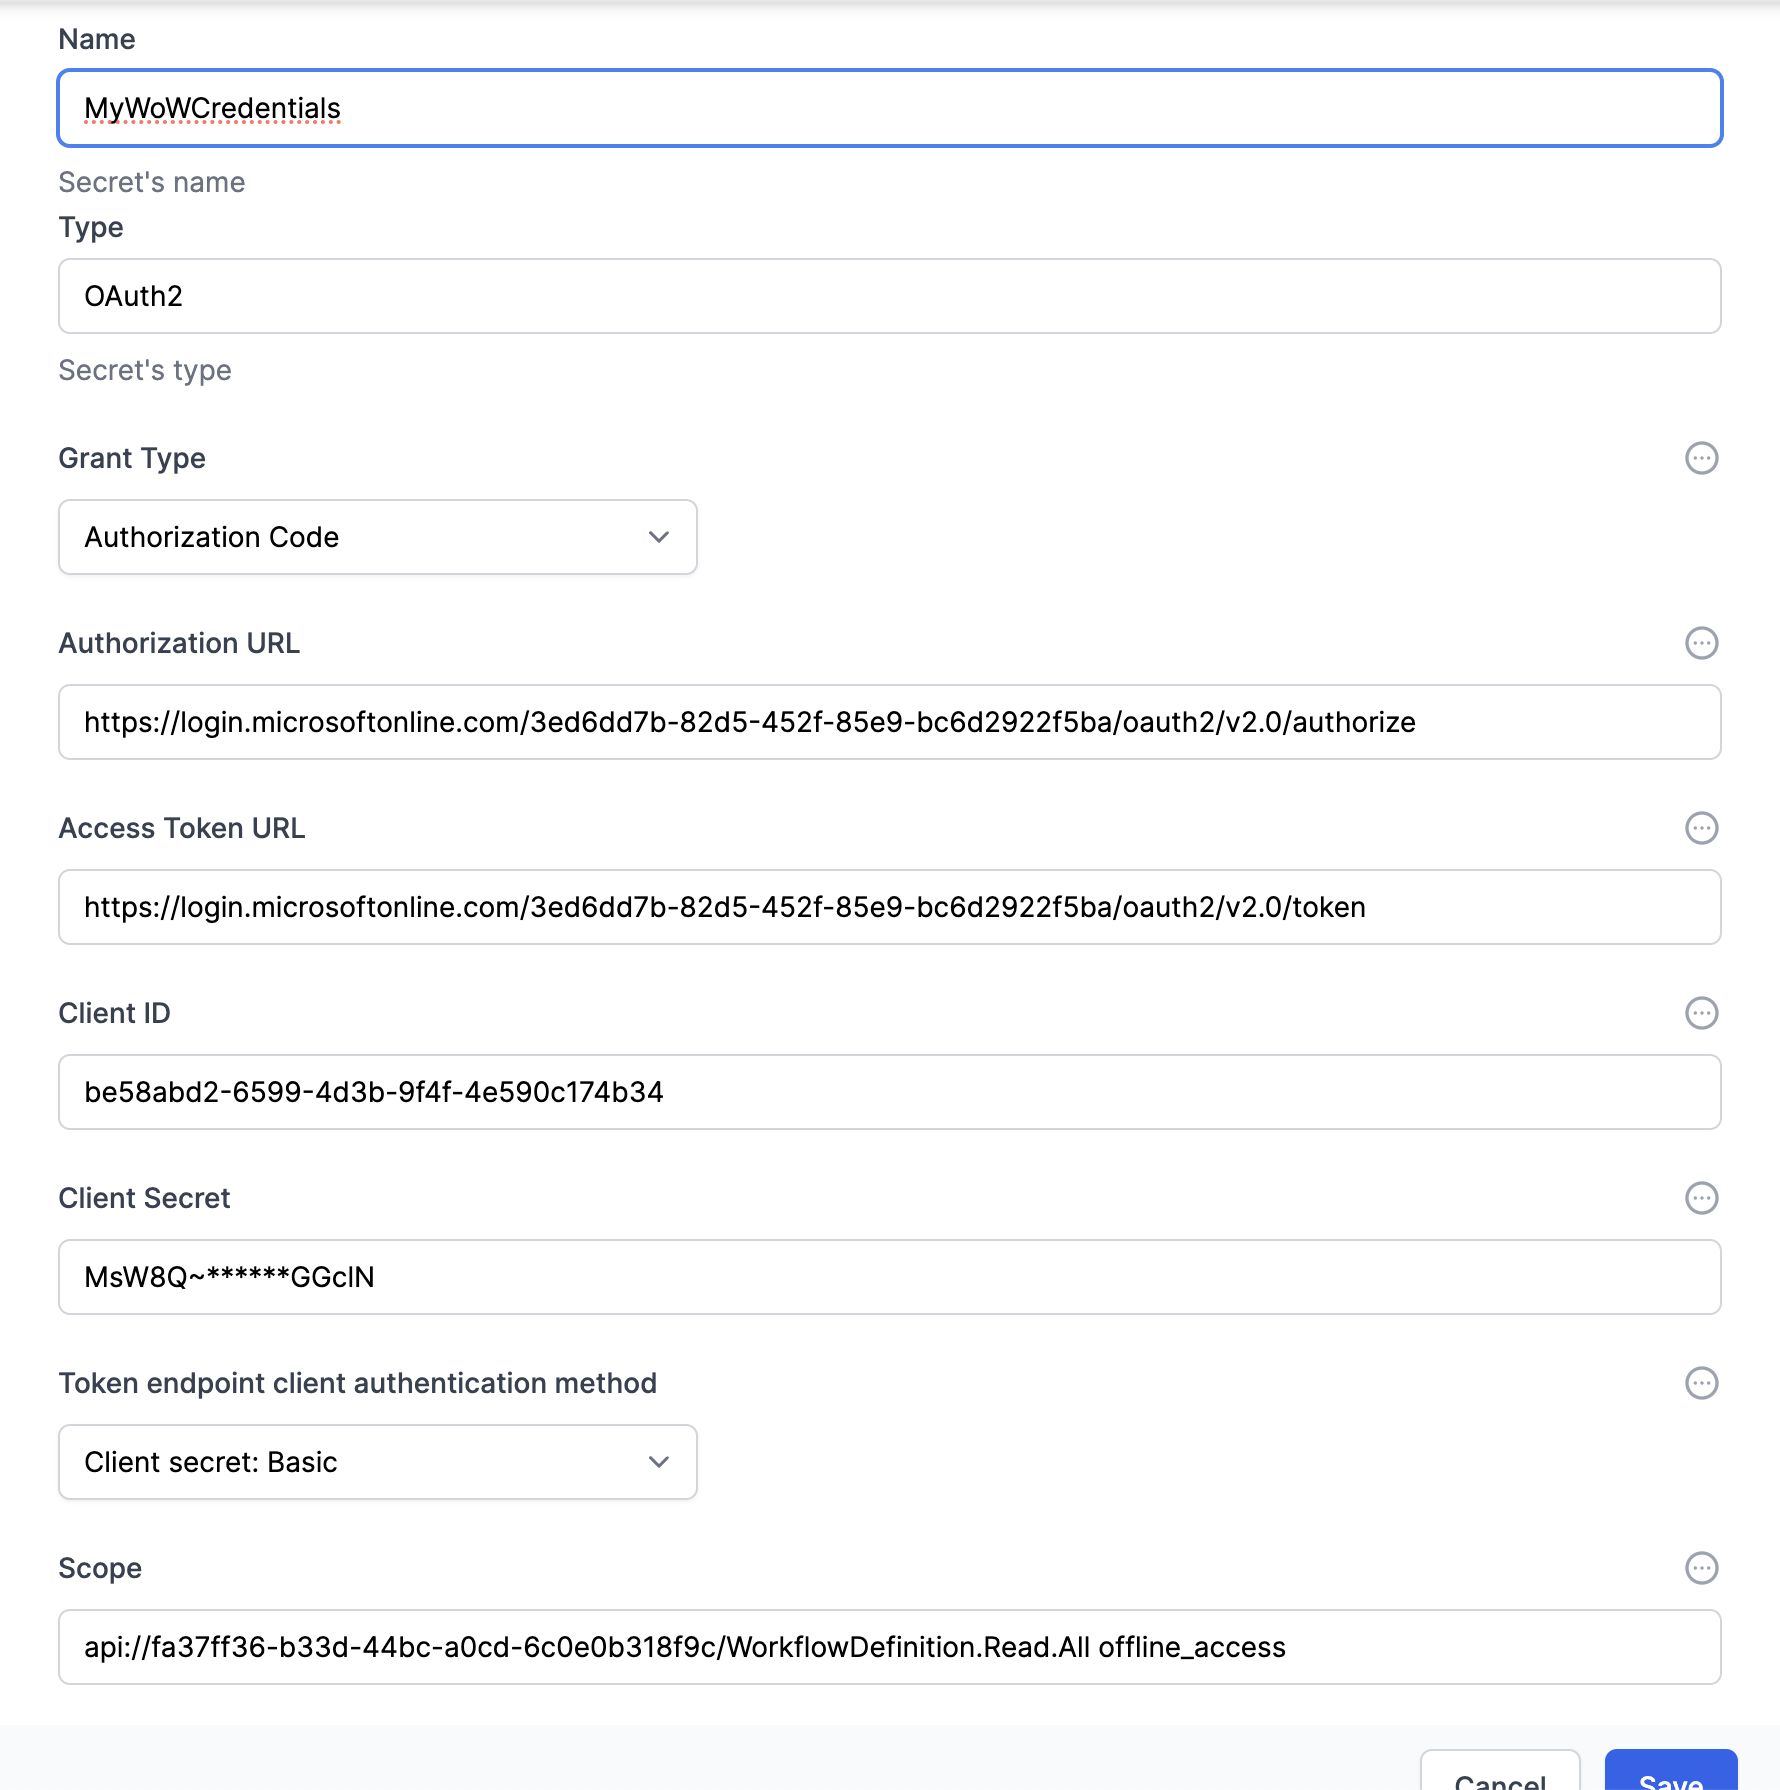 Name
MyWoWCredentials
Secret's name
Type
OAuth2
Secret's type
Grant Type
Authorization Code
Authorization URL
https://login.microsoftonline.com/3ed6dd7b-82d5-452f-85e9-bc6d2922f5ba/oauth2/v2.0/authorize
Access Token URL
https://login.microsoftonline.com/3ed6dd7b-82d5-452f-85e9-bc6d2922f5ba/oauth2/v2.0/token
Client ID
be58abd2-6599-4d3b-9f4f-4e590c174b34
Client Secret
MsW8Q~******GGclN
Token endpoint client authentication method
Client secret: Basic
Scope
api://fa37ff36-b33d-44bc-a0cd-6c0e0b318f9c/WorkflowDefinition.Read.All offline_access
Cancel Save